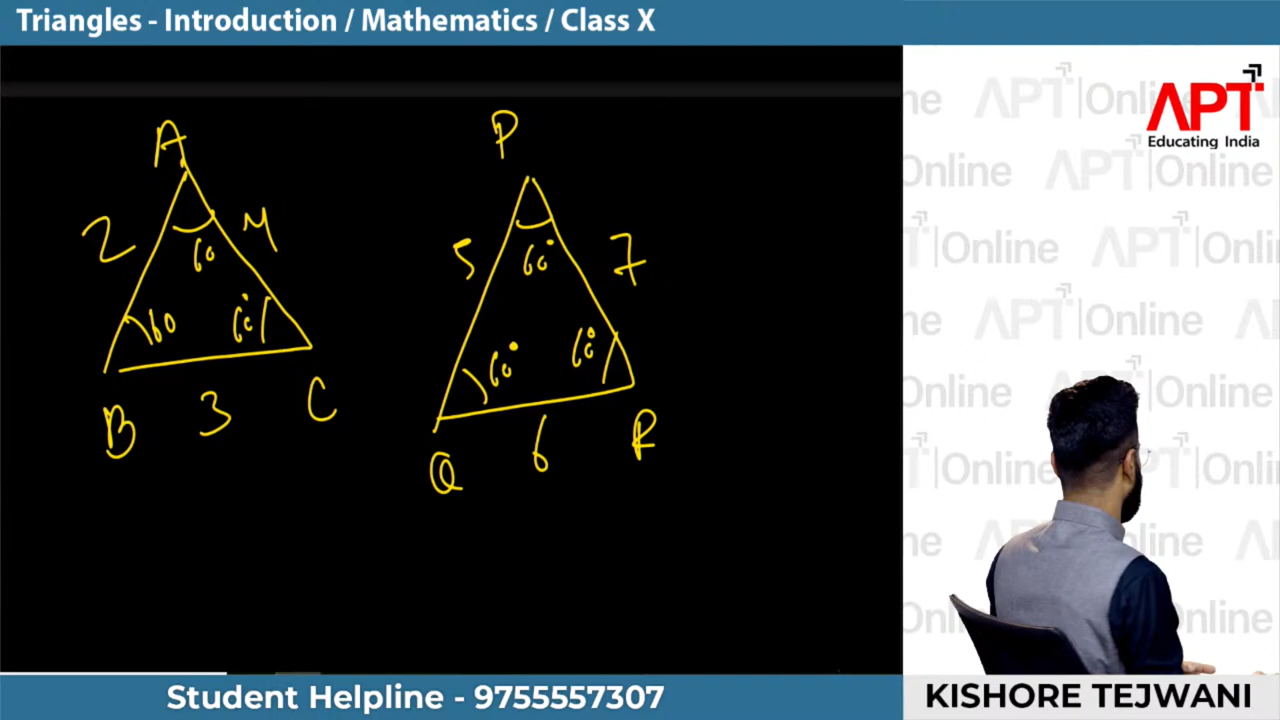 Triangles - Introduction / Mathematics / Class X
APT
Educating India
APT|Online
A
P
2
4
60
5
7
60°
60
60°
60°
60°
B
3
C
Q
6
R
Student Helpline - 9755557307
KISHORE TEJWANI